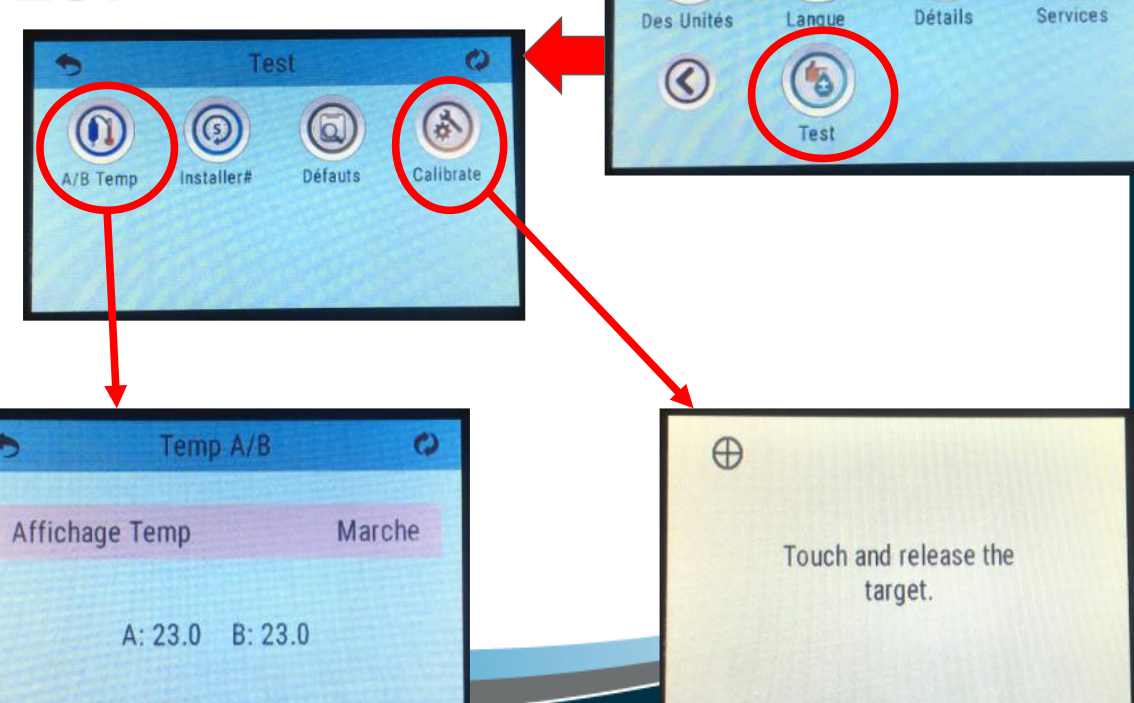 Des Unités
Langue
Détails
Services
Test
Test
A/B Temp
Installer#
Défauts
Calibrate
Temp A/B
Affichage Temp Marche
A: 23.0 B: 23.0
Touch and release the
target.